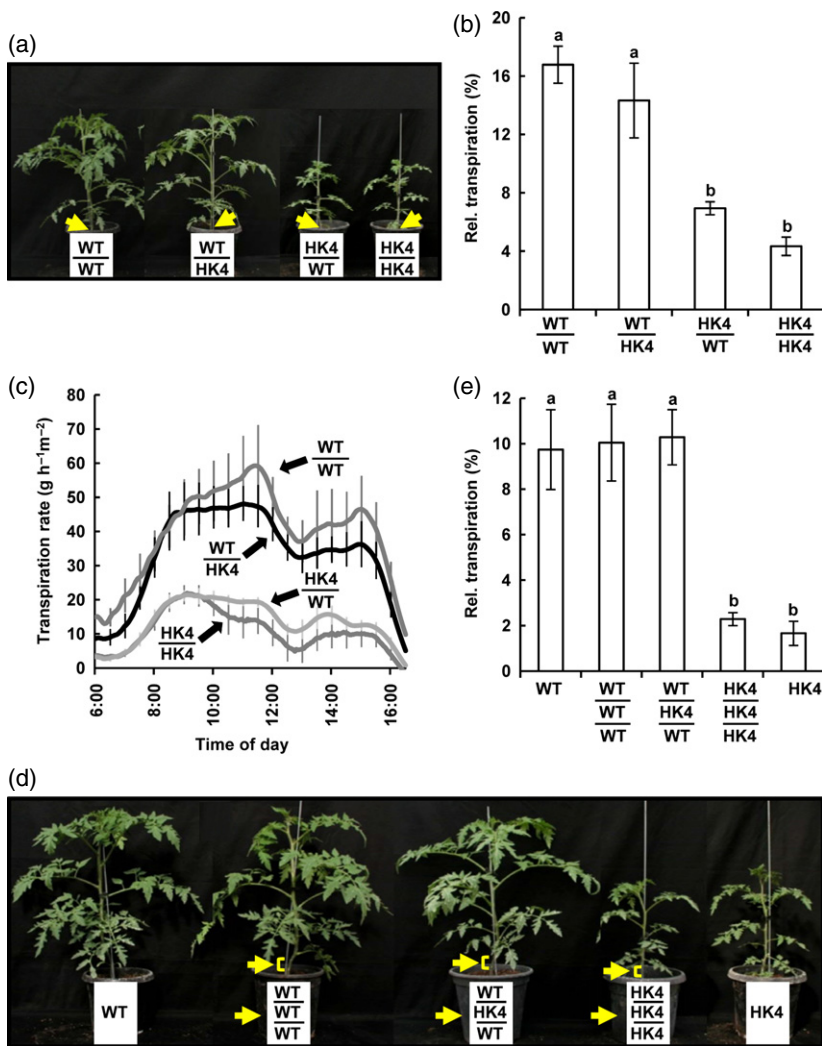 (a)
WT
WT
WT
HK4
HK4
WT
HK4
HK4
(b)
Rel. transpiration (%)
20
16
12
8
4
0
a
a
b
b
WT
WT
WT
HK4
HK4
WT
HK4
HK4
(c)
Transpiration rate (g h⁻¹m⁻²)
80
70
60
50
40
30
20
10
0
WT
WT
WT
HK4
HK4
WT
HK4
HK4
6:00
8:00
10:00
12:00
14:00
16:00
Time of day
(e)
Rel. transpiration (%)
12
10
8
6
4
2
0
a
a
a
b
b
WT
WT
WT
WT
WT
HK4
WT
HK4
HK4
HK4
HK4
(d)
WT
WT
WT
WT
WT
HK4
WT
HK4
HK4
HK4
HK4